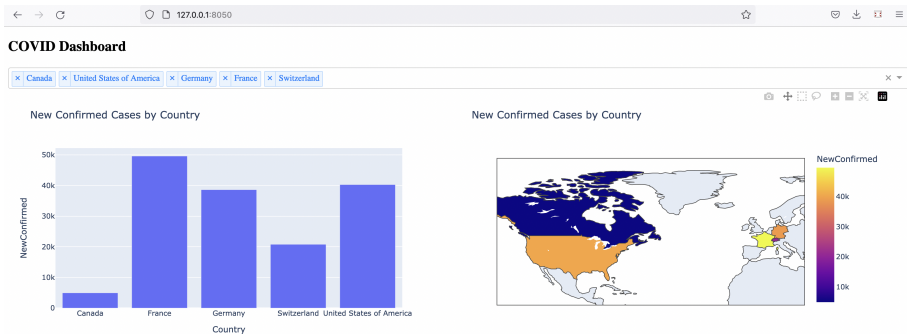 127.0.0.1:8050
COVID Dashboard
× Canada × United States of America × Germany × France × Switzerland ×
New Confirmed Cases by Country
50k
40k
30k
20k
10k
0
NewConfirmed
Canada France Germany Switzerland United States of America
Country
New Confirmed Cases by Country
NewConfirmed
40k
30k
20k
10k